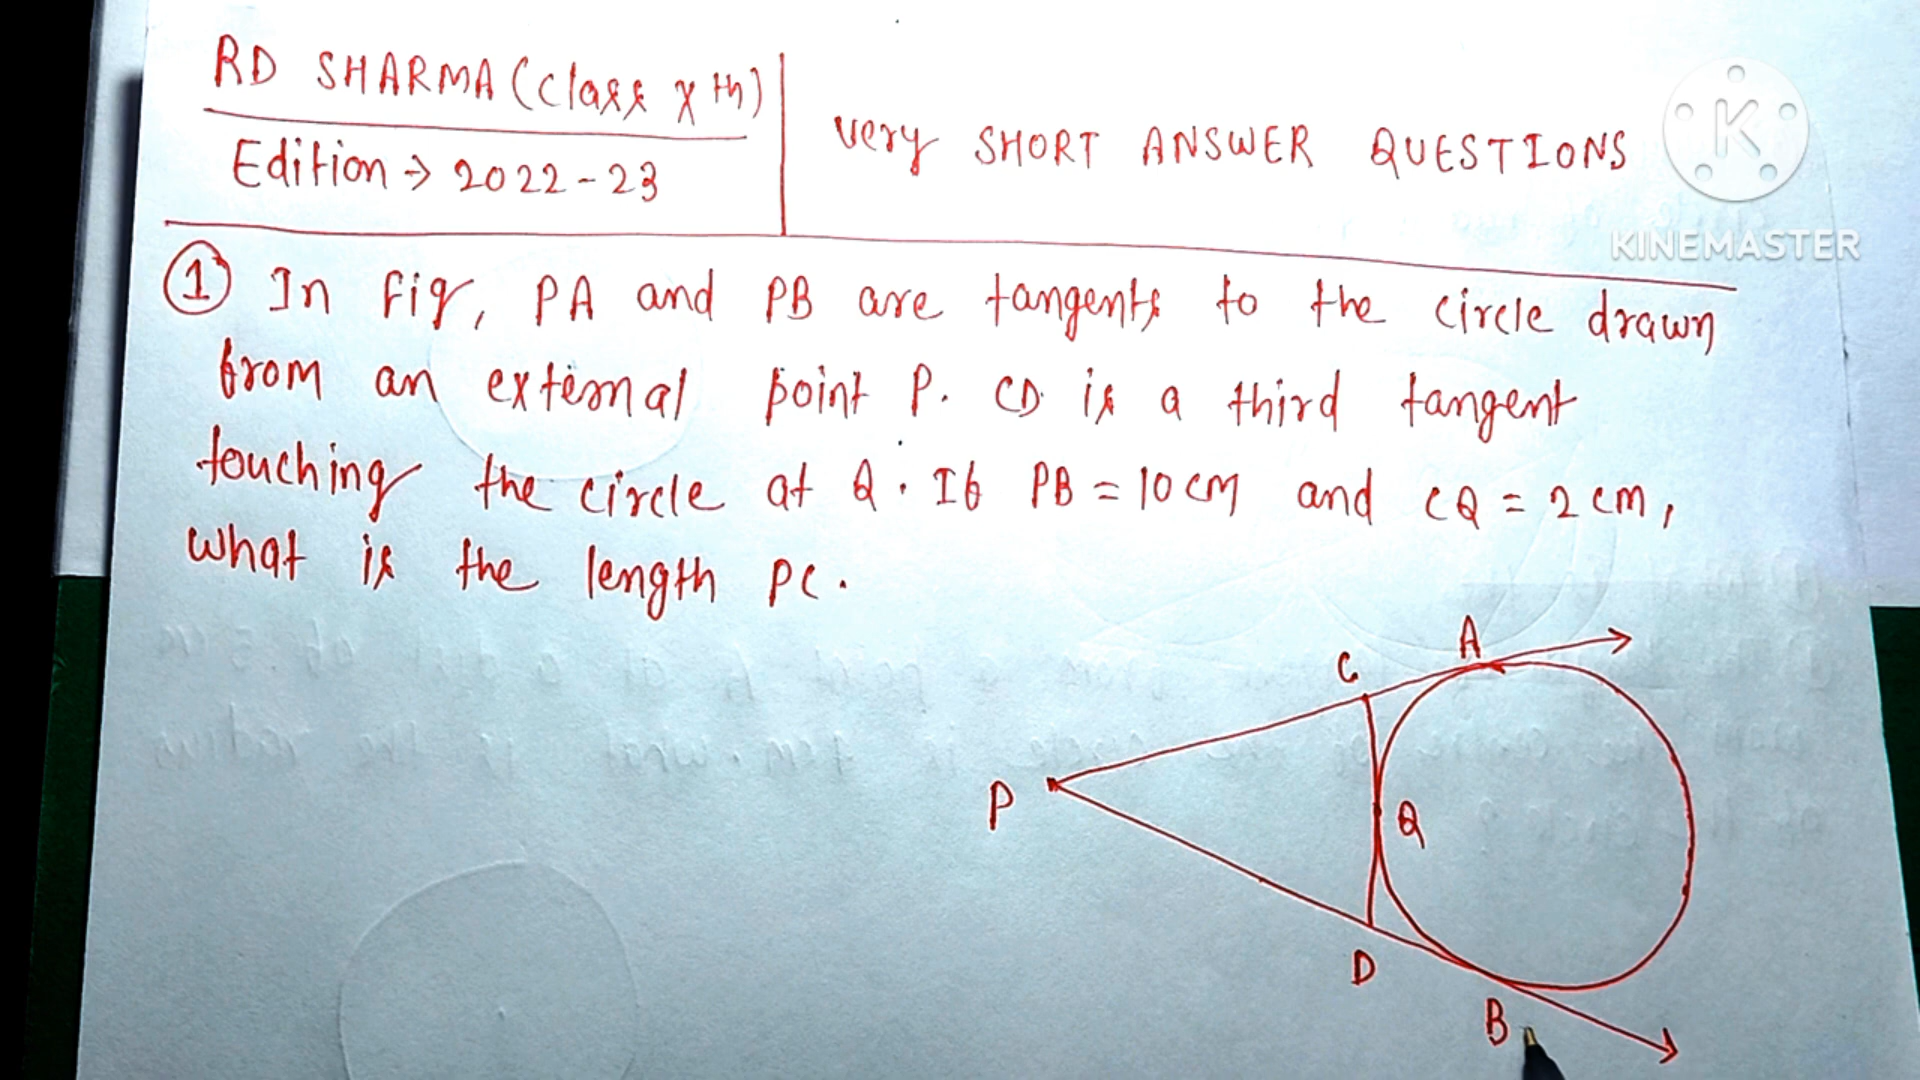 RD SHARMA (Class Xth)
Edition → 2022-23
Very SHORT ANSWER QUESTIONS
K
KINEMASTER
① In fig, PA and PB are tangents to the circle drawn
from an external point P. CD is a third tangent
touching the circle at Q. If PB = 10 cm and CQ = 2 cm,
what is the length PC.
A
C
P
Q
D
B